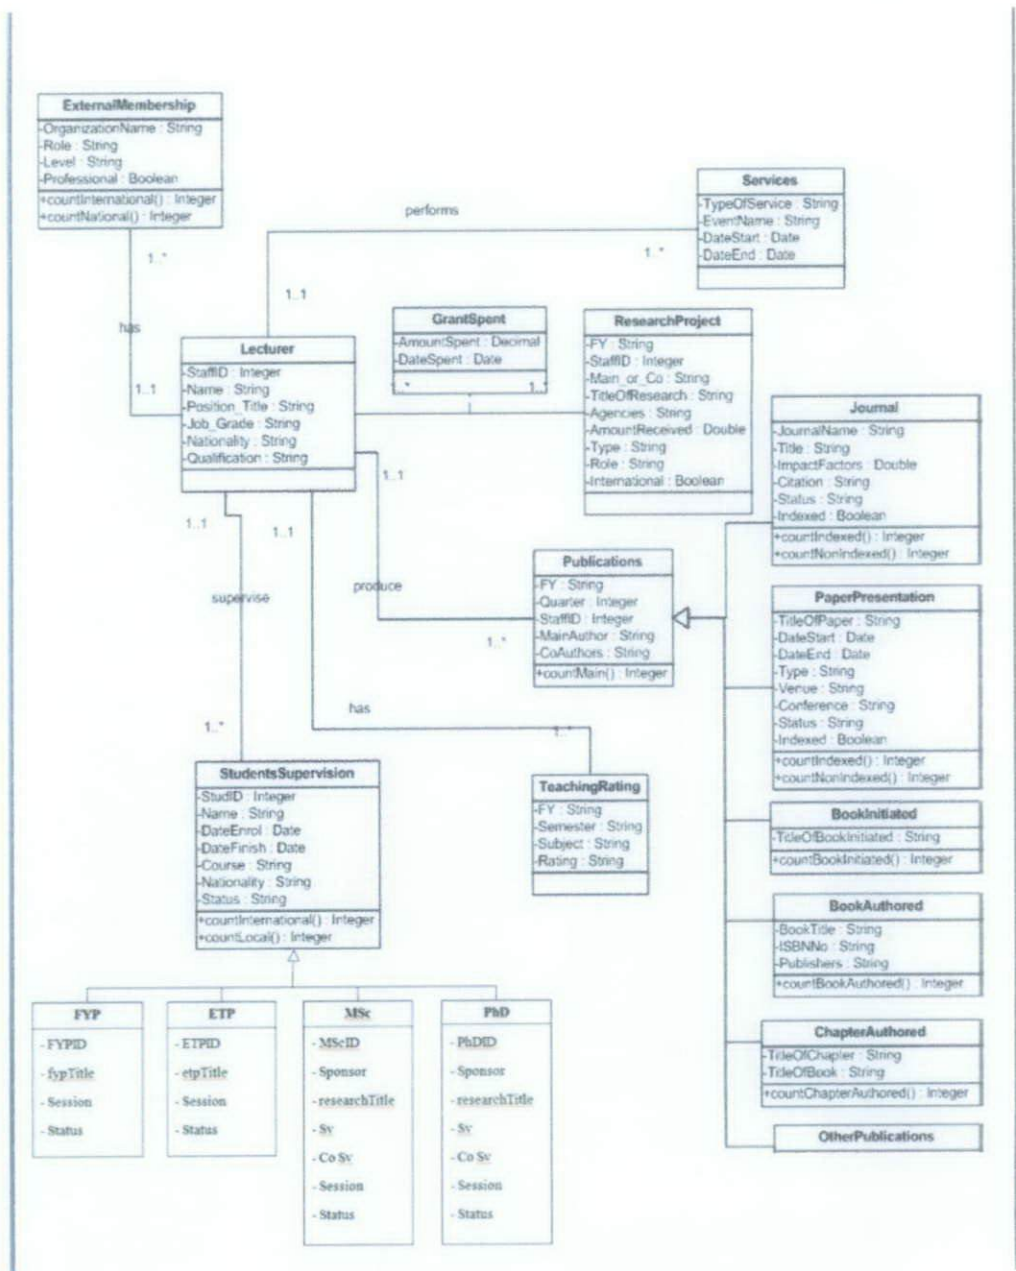 ExternalMembership
-OrganizationName : String
-Role : String
-Level : String
-Professional : Boolean
+countInternational() : Integer
+countNational() : Integer
1..*
has
1..1
performs
1..1
1..*
Services
-TypeOfService : String
-EventName : String
-DateStart : Date
-DateEnd : Date
Lecturer
-StaffID : Integer
-Name : String
-Position_Title : String
-Job_Grade : String
-Nationality : String
-Qualification : String
GrantSpent
-AmountSpent : Decimal
-DateSpent : Date
1..*
1..*
ResearchProject
-FY : String
-StaffID : Integer
-Main_or_Co : String
-TitleOfResearch : String
-Agencies : String
-AmountReceived : Double
-Type : String
-Role : String
-International : Boolean
Journal
-JournalName : String
-Title : String
-ImpactFactors : Double
-Citation : String
-Status : String
-Indexed : Boolean
+countIndexed() : Integer
+countNonIndexed() : Integer
1..1
1..1
1..1
supervise
produce
1..*
Publications
-FY : String
-Quarter : Integer
-StaffID : Integer
-MainAuthor : String
-CoAuthors : String
+countMain() : Integer
PaperPresentation
-TitleOfPaper : String
-DateStart : Date
-DateEnd : Date
-Type : String
-Venue : String
-Conference : String
-Status : String
-Indexed : Boolean
+countIndexed() : Integer
+countNonIndexed() : Integer
has
1..*
1..*
StudentsSupervision
-StudID : Integer
-Name : String
-DateEnrol : Date
-DateFinish : Date
-Course : String
-Nationality : String
-Status : String
+countInternational() : Integer
+countLocal() : Integer
TeachingRating
-FY : String
-Semester : String
-Subject : String
-Rating : String
BookInitiated
-TitleOfBookInitiated : String
+countBookInitiated() : Integer
BookAuthored
-BookTitle : String
-ISBNNo : String
-Publishers : String
+countBookAuthored() : Integer
ChapterAuthored
-TitleOfChapter : String
-TitleOfBook : String
+countChapterAuthored() : Integer
OtherPublications
FYP
- FYPID
- fypTitle
- Session
- Status
ETP
- ETPID
- etpTitle
- Session
- Status
MSc
- MScID
- Sponsor
- researchTitle
- Sv
- Co Sv
- Session
- Status
PhD
- PhDID
- Sponsor
- researchTitle
- Sv
- Co Sv
- Session
- Status